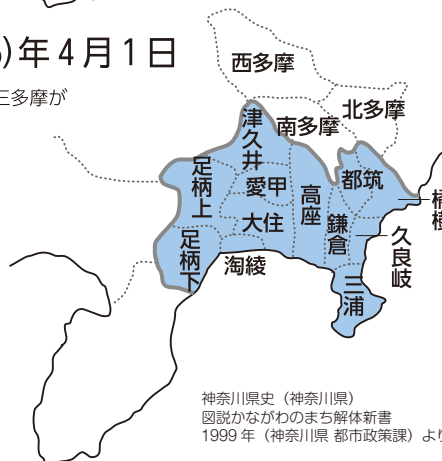 )年4月1日
三多摩が
西多摩
北多摩
南多摩
津久井
足柄上
愛甲
都筑
高座
橘樹
大住
鎌倉
久良岐
足柄下
淘綾
三浦
神奈川県史(神奈川県)
図説かながわのまち解体新書
1999年(神奈川県 都市政策課)より